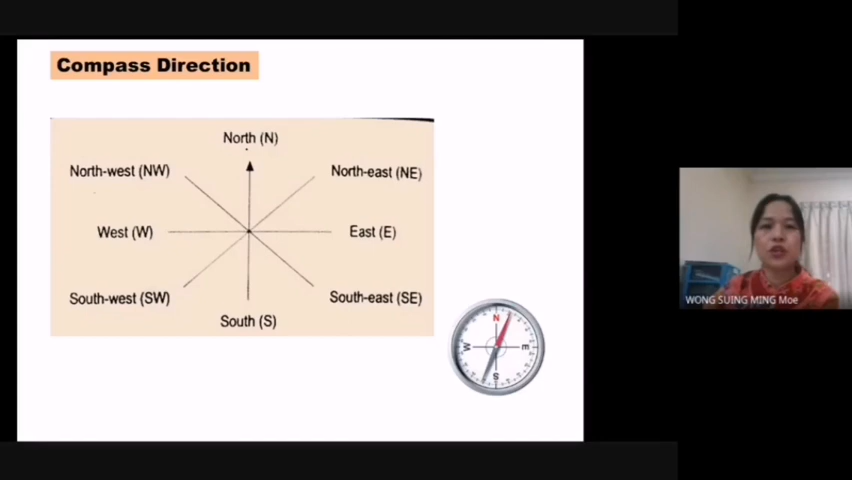 Compass Direction
North (N)
North-west (NW)
North-east (NE)
West (W)
East (E)
South-west (SW)
South-east (SE)
South (S)
N
W
E
S
WONG SUING MING Moe